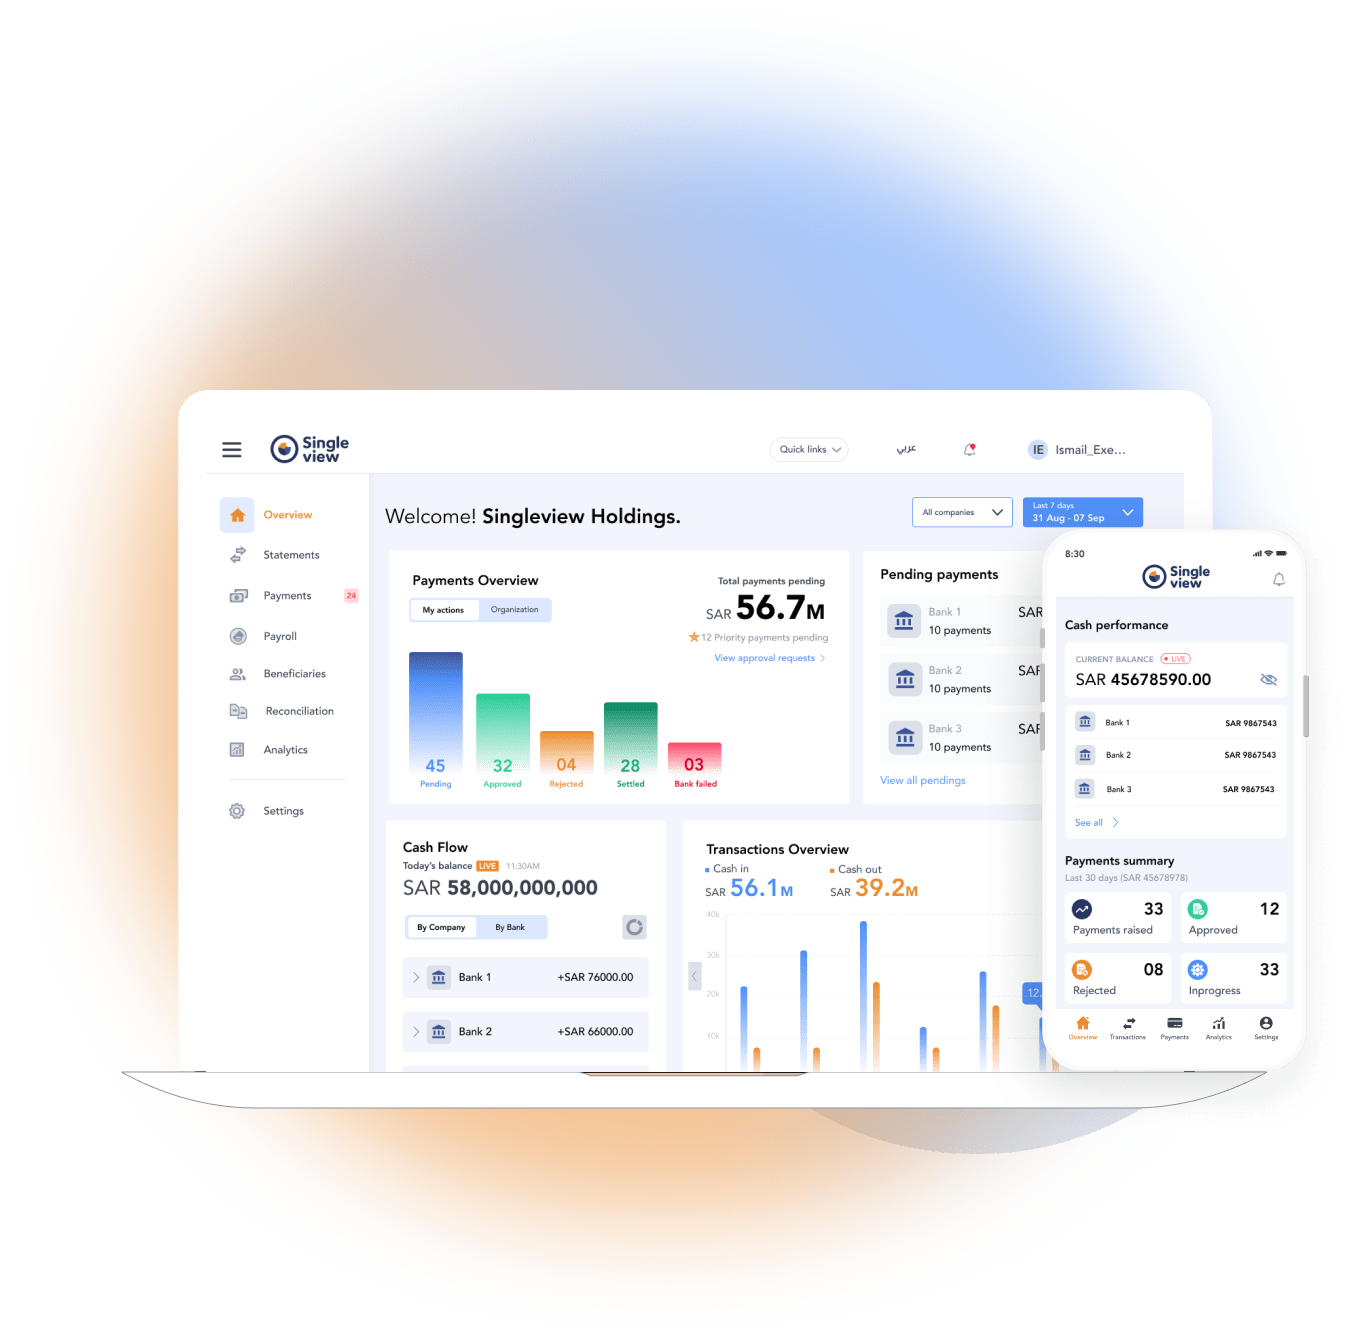 Single
view
Quick links
عربي
IE Ismail_Exe...
Overview
Statements
Payments 24
Payroll
Beneficiaries
Reconciliation
Analytics
Settings
Welcome! Singleview Holdings.
All companies
Last 7 days
31 Aug - 07 Sep
Payments Overview
My actions Organization
Total payments pending
SAR 56.7M
12 Priority payments pending
View approval requests
45
Pending
32
Approved
04
Rejected
28
Settled
03
Bank failed
Pending payments
Bank 1
10 payments
SAR
Bank 2
10 payments
SAR
Bank 3
10 payments
SAR
View all pendings
Cash Flow
Today's balance LIVE 11:30AM
SAR 58,000,000,000
By Company By Bank
Bank 1 +SAR 76000.00
Bank 2 +SAR 66000.00
Transactions Overview
Cash in
SAR 56.1M
Cash out
SAR 39.2M
40k
30k
20k
10k
12.
8:30
Single
view
Cash performance
CURRENT BALANCE LIVE
SAR 45678590.00
Bank 1 SAR 9867543
Bank 2 SAR 9867543
Bank 3 SAR 9867543
See all
Payments summary
Last 30 days (SAR 45678978)
33
Payments raised
12
Approved
08
Rejected
33
Inprogress
Overview
Transactions
Payments
Analytics
Settings